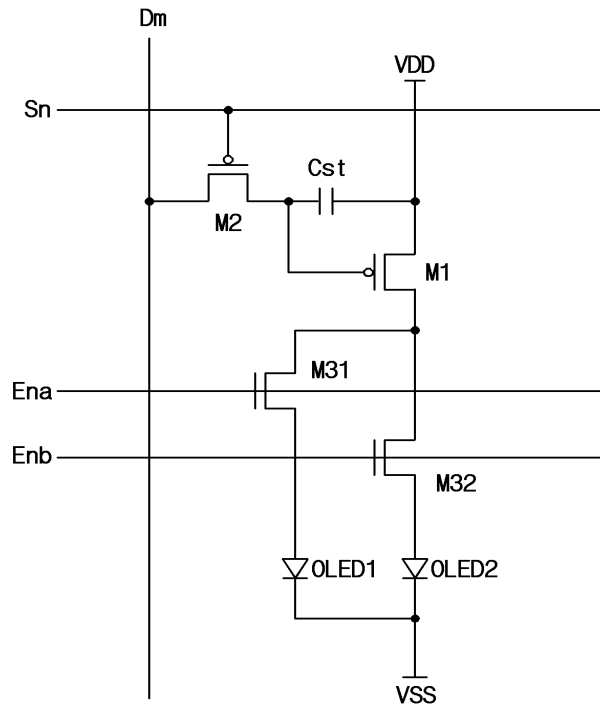 Dm
VDD
Sn
Cst
M2
M1
M31
Ena
Enb
M32
OLED1
OLED2
VSS